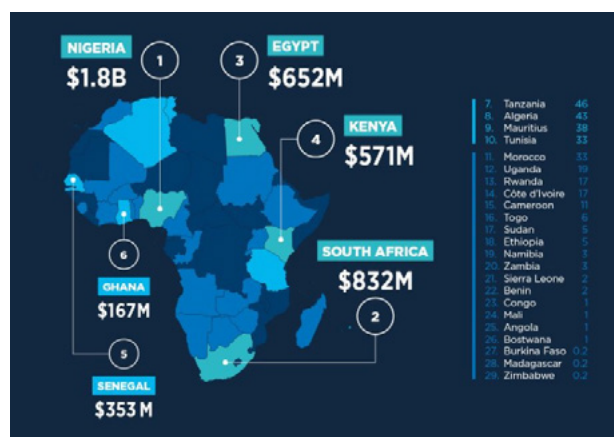 NIGERIA
$1.8B
1
3
EGYPT
$652M
4
KENYA
$571M
SOUTH AFRICA
$832M
2
6
GHANA
$167M
5
SENEGAL
$353 M
7. Tanzania 46
8. Algeria 43
9. Mauritius 38
10. Tunisia 33
11. Morocco 33
12. Uganda 19
13. Rwanda 17
14. Côte d'Ivoire 17
15. Cameroon 11
16. Togo 6
17. Sudan 5
18. Ethiopia 5
19. Namibia 3
20. Zambia 3
21. Sierra Leone 2
22. Benin 2
23. Congo 1
24. Mali 1
25. Angola 1
26. Bostwana 1
27. Burkina Faso 0.2
28. Madagascar 0.2
29. Zimbabwe 0.2